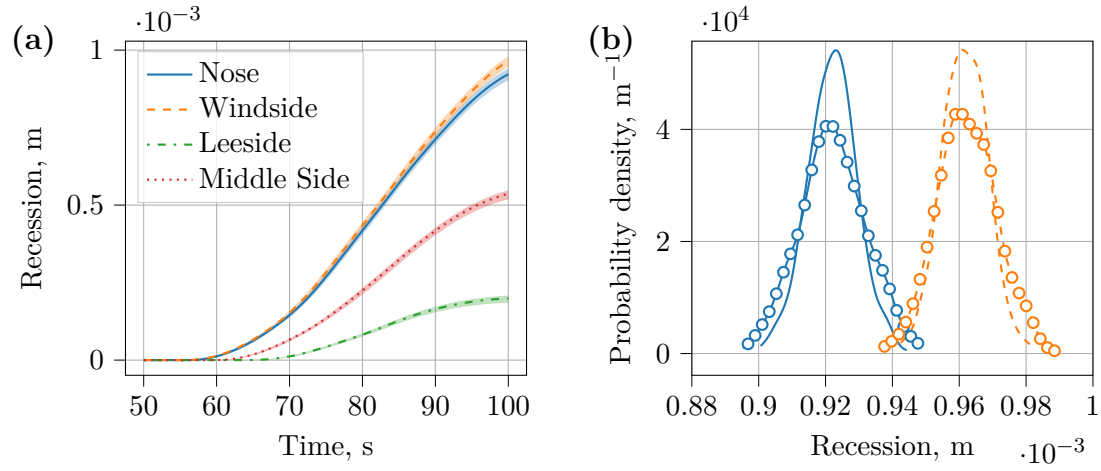 (a)
·10⁻³
Recession, m
1
0.5
0
Nose
Windside
Leeside
Middle Side
50 60 70 80 90 100
Time, s
(b)
·10⁴
Probability density, m⁻¹
4
2
0
0.88 0.9 0.92 0.94 0.96 0.98 1
Recession, m
·10⁻³